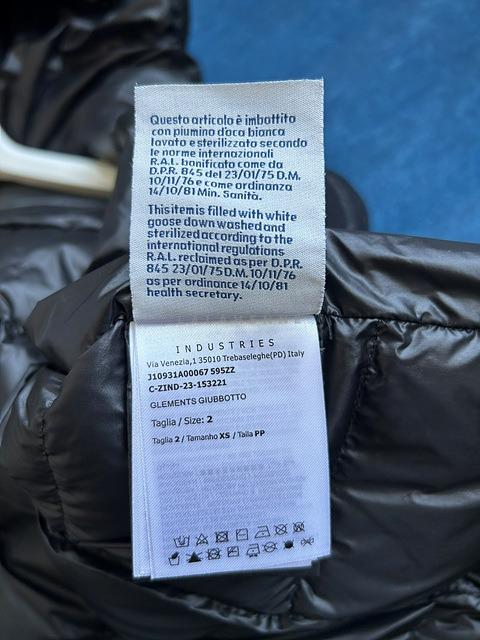 Questo articolo è imbottito
con piumino d'oca bianca
lavato e sterilizzato secondo
le norme internazionali
R.A.L. bonificato come da
D.P.R. 845 del 23/01/75 D.M.
10/11/76 e come ordinanza
14/10/81 Min. Sanità.
This item is filled with white
goose down washed and
sterilized according to the
international regulations
R.A.L. reclaimed as per D.P.R.
845 23/01/75 D.M. 10/11/76
as per ordinance 14/10/81
health secretary.
INDUSTRIES
Via Venezia,1 35010 Trebaseleghe(PD) Italy
J10931A00067 595ZZ
C-ZIND-23-153221
GLEMENTS GIUBBOTTO
Taglia / Size: 2
Taglia 2 / Tamanho XS / Talla PP